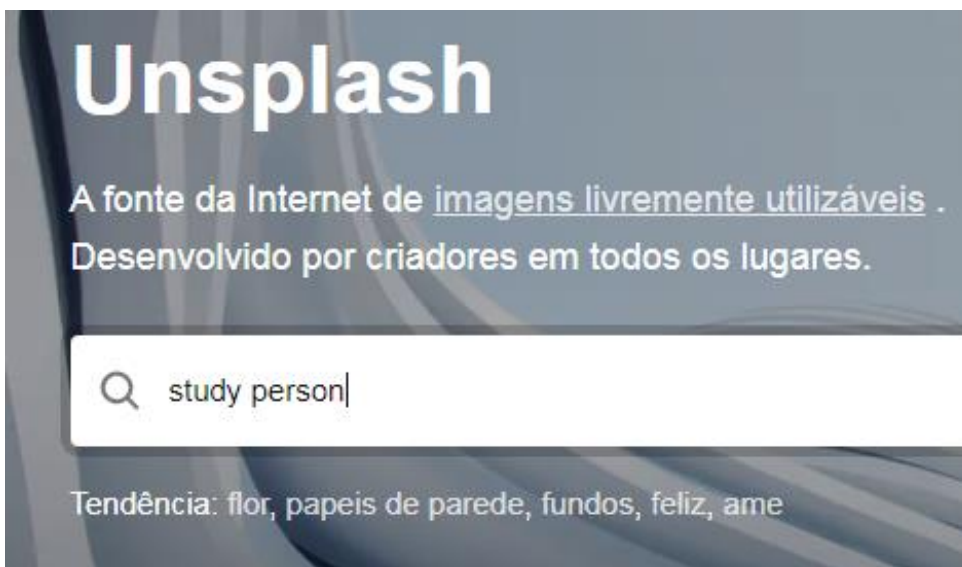 Unsplash
A fonte da Internet de imagens livremente utilizáveis .
Desenvolvido por criadores em todos os lugares.
study person
Tendência: flor, papeis de parede, fundos, feliz, ame